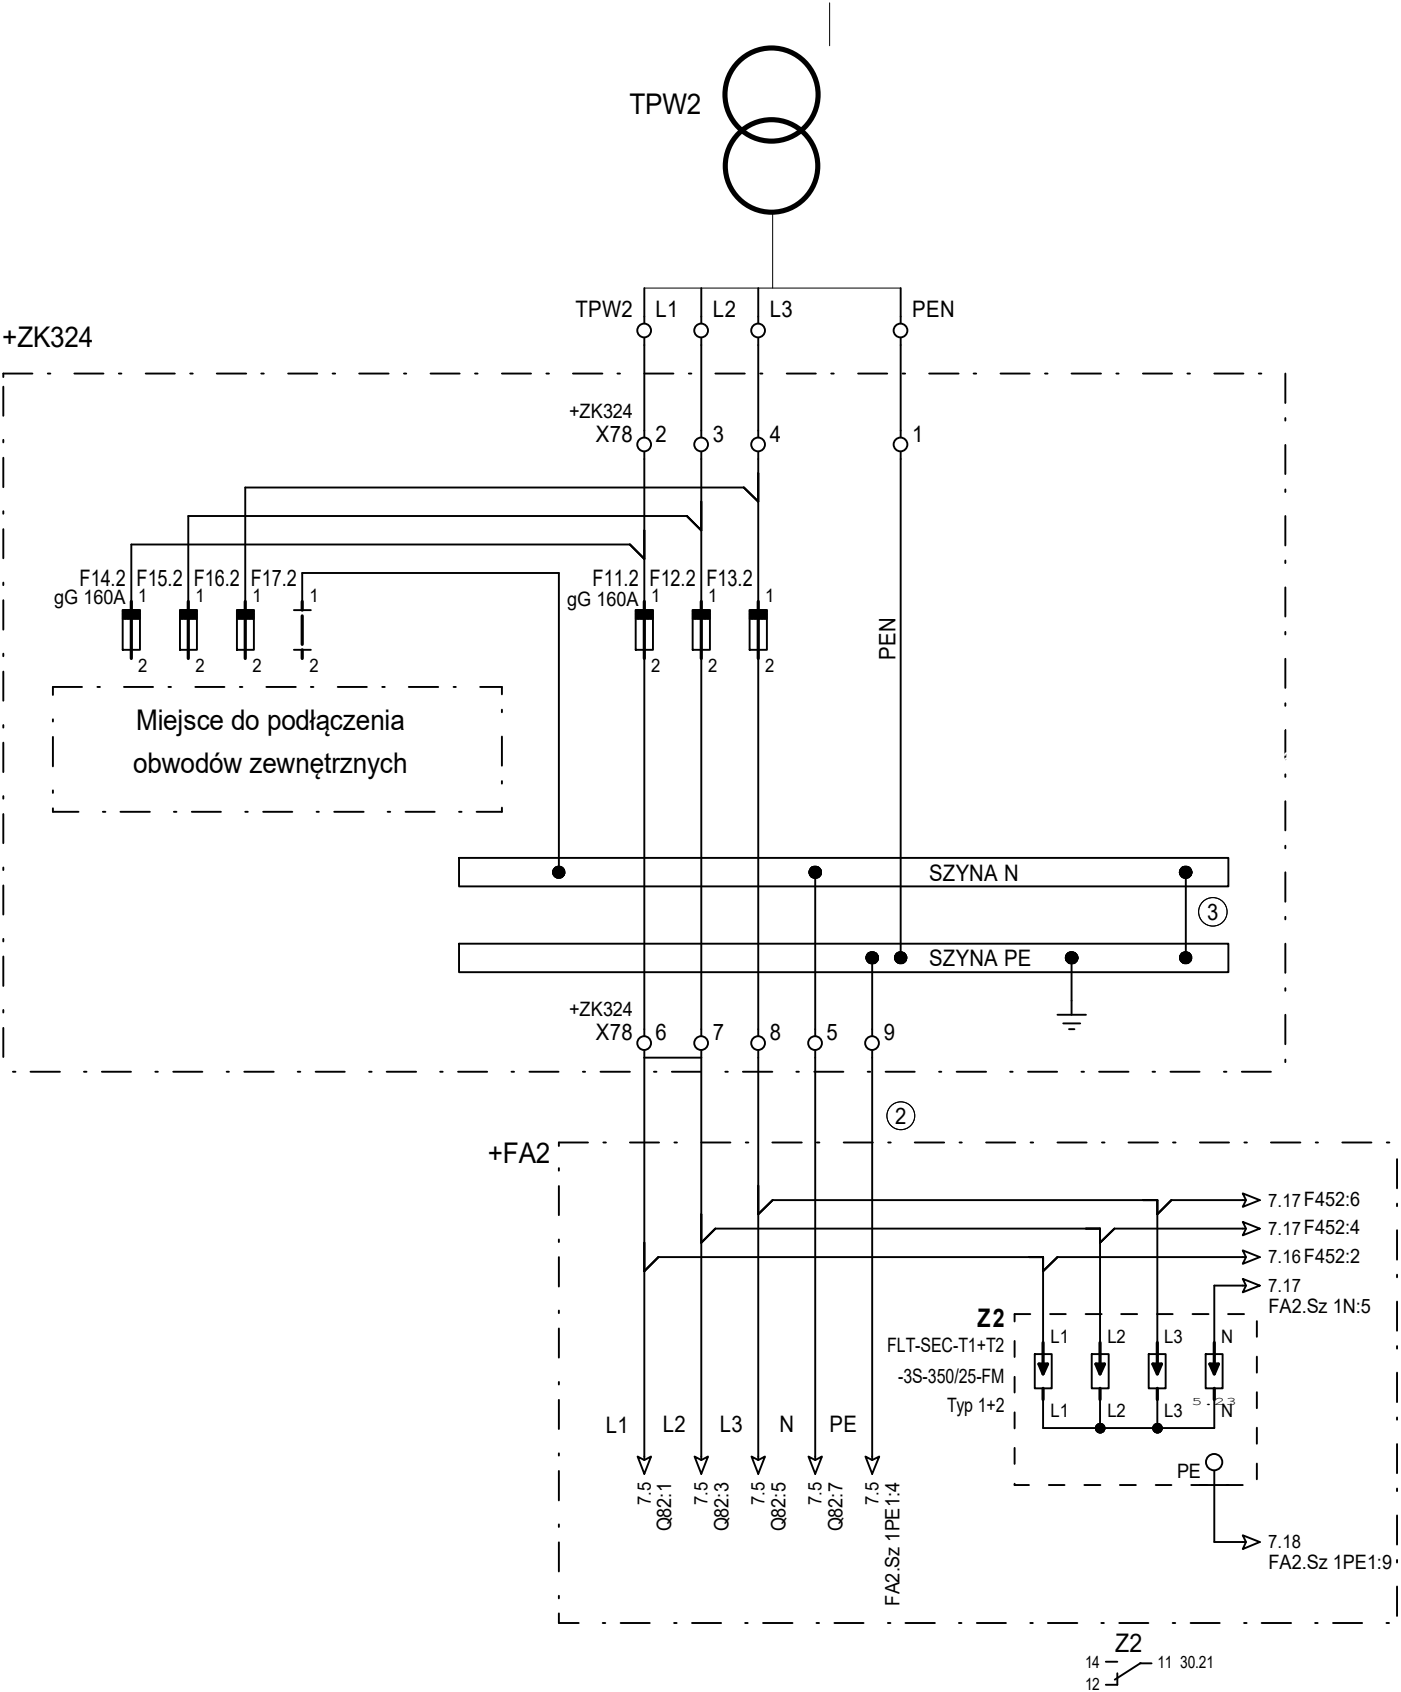 TPW2
TPW2 L1 L2 L3 PEN
+ZK324
+ZK324
X78 2 3 4 1
F14.2 F15.2 F16.2 F17.2 F11.2 F12.2 F13.2
gG 160A 1 1 1 1 gG 160A 1 1 1
PEN
2 2 2 2 2 2 2
Miejsce do podłączenia
obwodów zewnętrznych
SZYNA N
3
SZYNA PE
+ZK324
X78 6 7 8 5 9
2
+FA2
7.17 F452:6
7.17 F452:4
7.16 F452:2
7.17
FA2.Sz 1N:5
Z2
FLT-SEC-T1+T2
-3S-350/25-FM
Typ 1+2
L1 L2 L3 N
5.23
L1 L2 L3 N
L1 L2 L3 N PE
PE
7.5 7.5 7.5 7.5 7.5
Q82:1 Q82:3 Q82:5 Q82:7 FA2.Sz 1PE1:4
7.18
FA2.Sz 1PE1:9
Z2
14 11 30.21
12